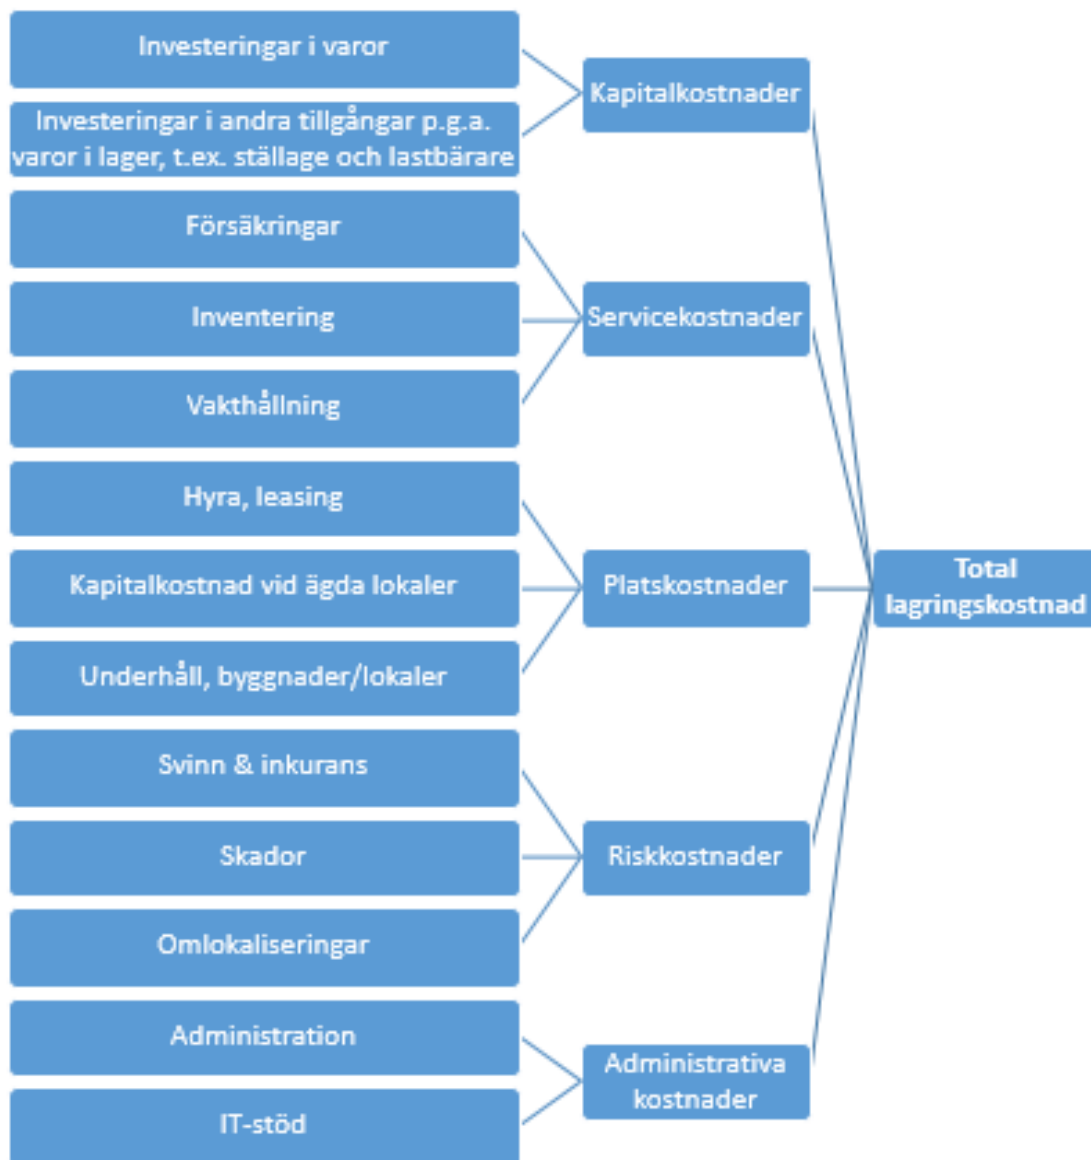 Investeringar i varor
Investeringar i andra tillgångar p.g.a.
varor i lager, t.ex. ställage och lastbärare
Försäkringar
Inventering
Vakthållning
Hyra, leasing
Kapitalkostnad vid ägda lokaler
Underhåll, byggnader/lokaler
Svinn & inkurans
Skador
Omlokaliseringar
Administration
IT-stöd
Kapitalkostnader
Servicekostnader
Platskostnader
Riskkostnader
Administrativa
kostnader
Total
lagringskostnad